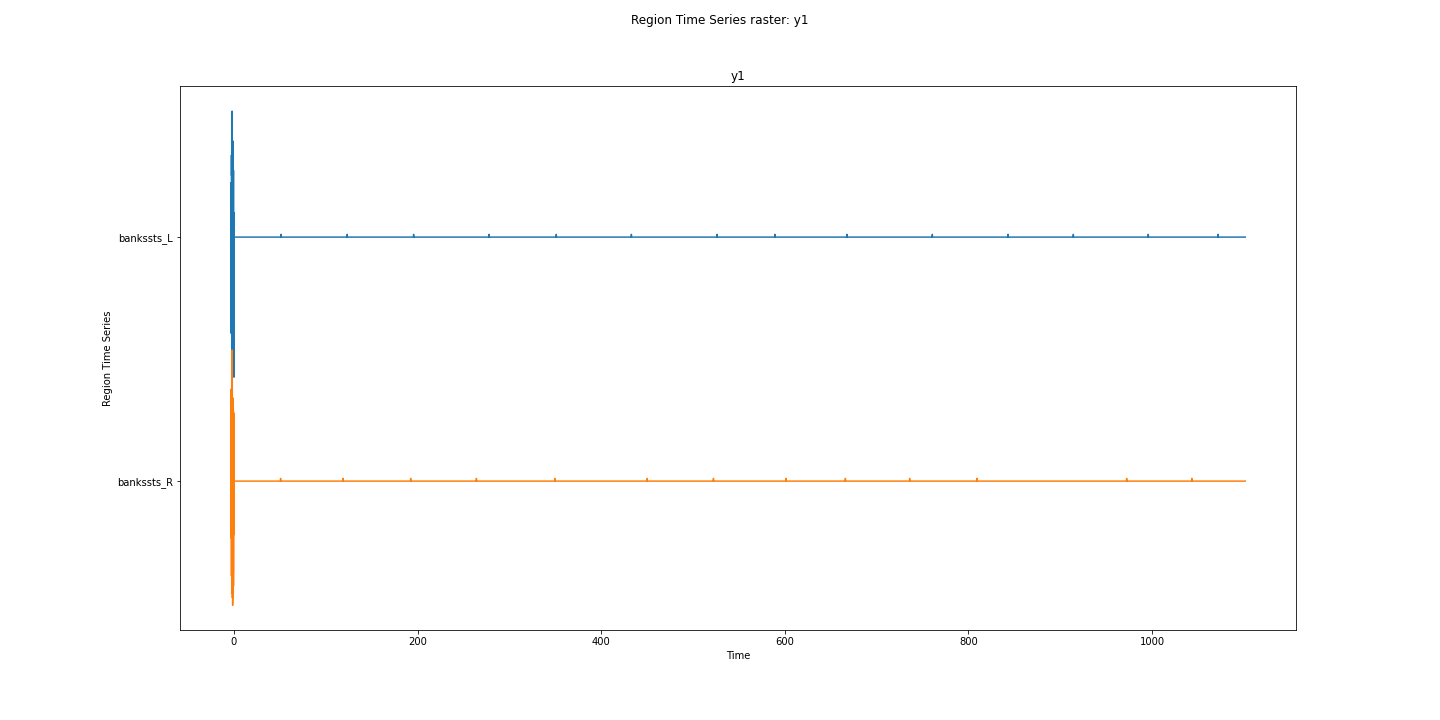 Region Time Series raster: y1
y1
Region Time Series
bankssts_L
bankssts_R
0 200 400 600 800 1000
Time